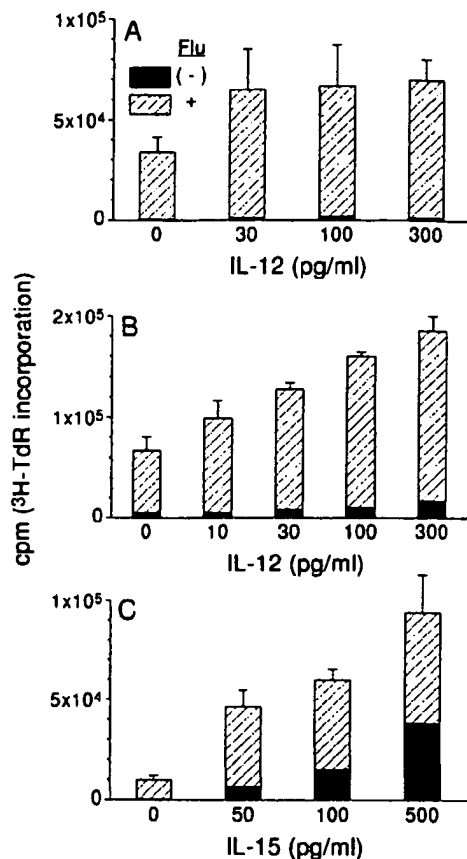 A
Flu
(-)
+
1x10⁵
5x10⁴
0
0 30 100 300
IL-12 (pg/ml)
cpm (³H-TdR incorporation)
B
2x10⁵
1x10⁵
0
0 10 30 100 300
IL-12 (pg/ml)
C
1x10⁵
5x10⁴
0
0 50 100 500
IL-15 (pg/ml)